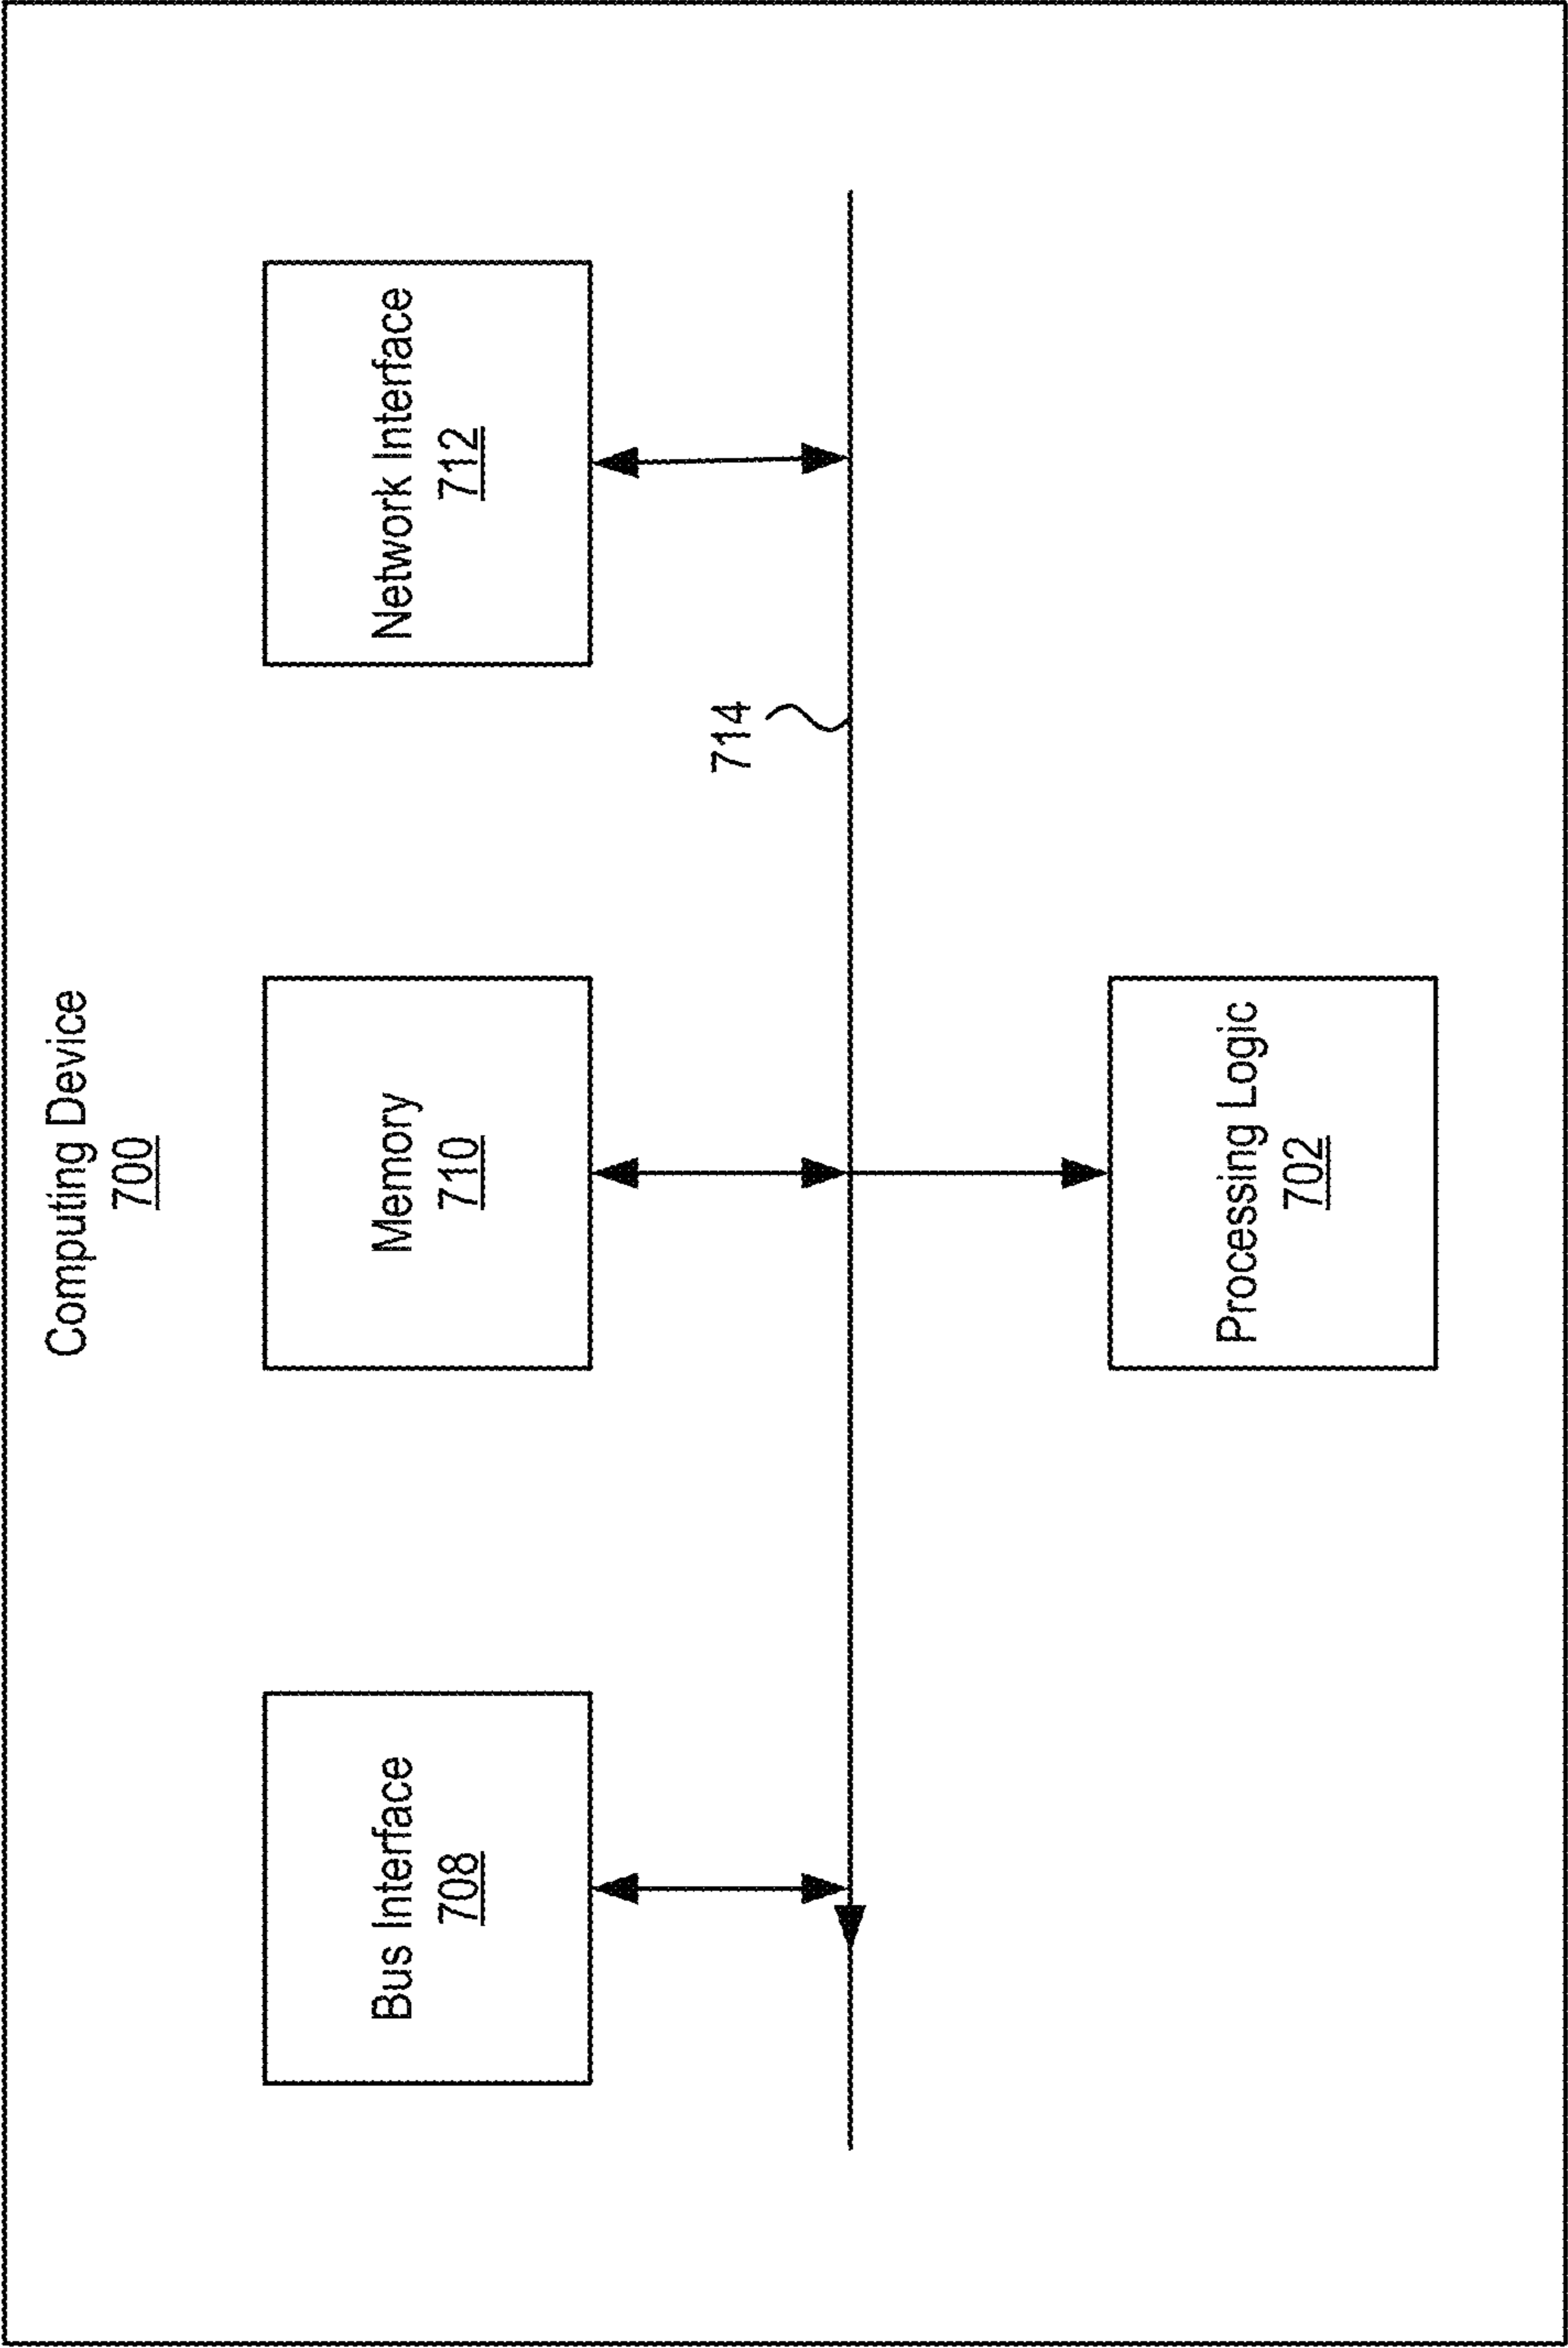 Computing Device
700
Bus Interface
708
Memory
710
Network Interface
712
714
Processing Logic
702